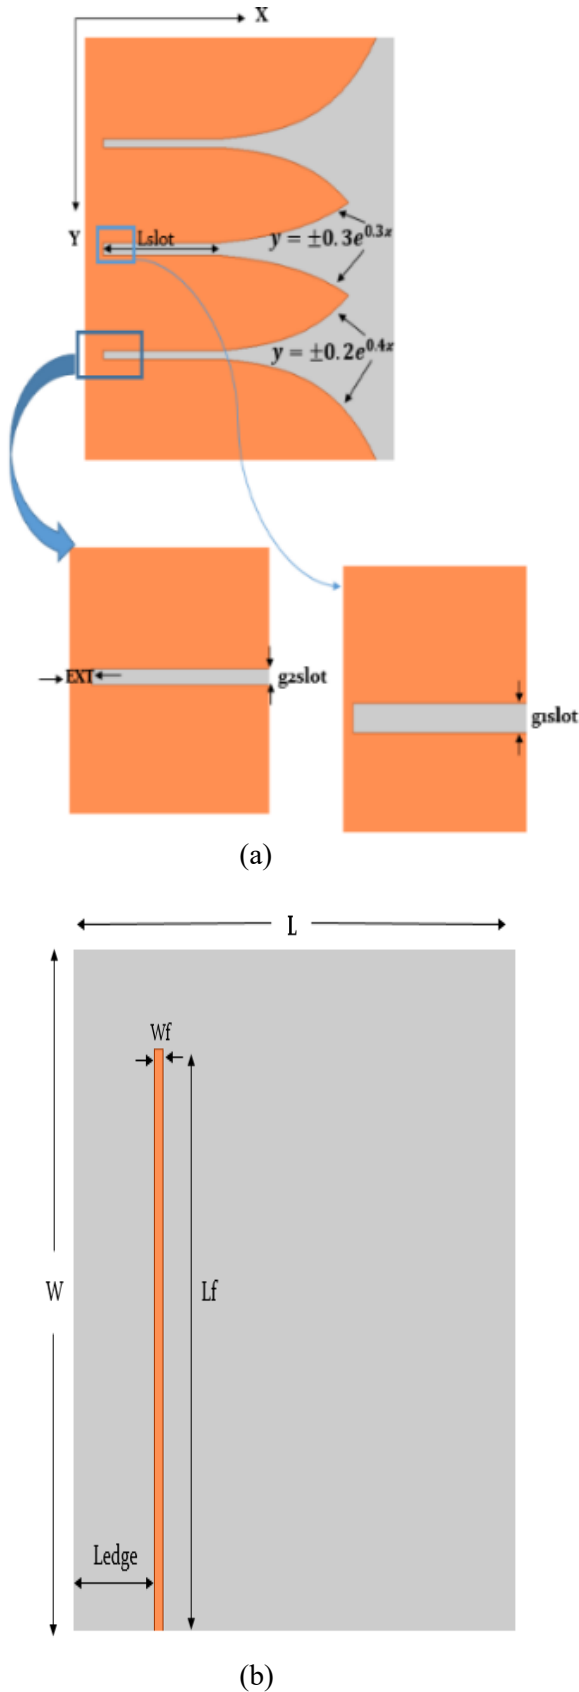 X
Y
Lslot
y = ±0.3e^0.3x
y = ±0.2e^0.4x
EXT
g2slot
g1slot
(a)
L
Wf
W
Lf
Ledge
(b)